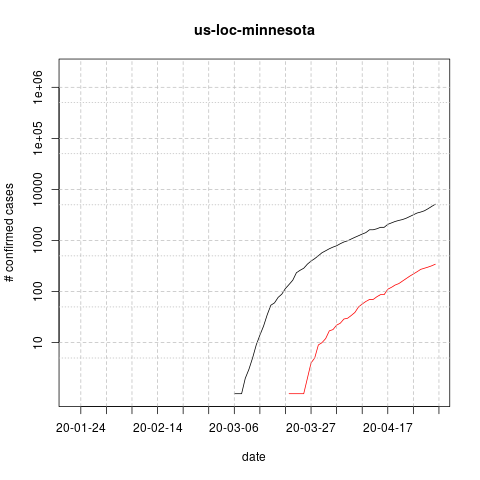 us-loc-minnesota
# confirmed cases
1e+06
1e+05
10000
1000
100
10
20-01-24 20-02-14 20-03-06 20-03-27 20-04-17
date